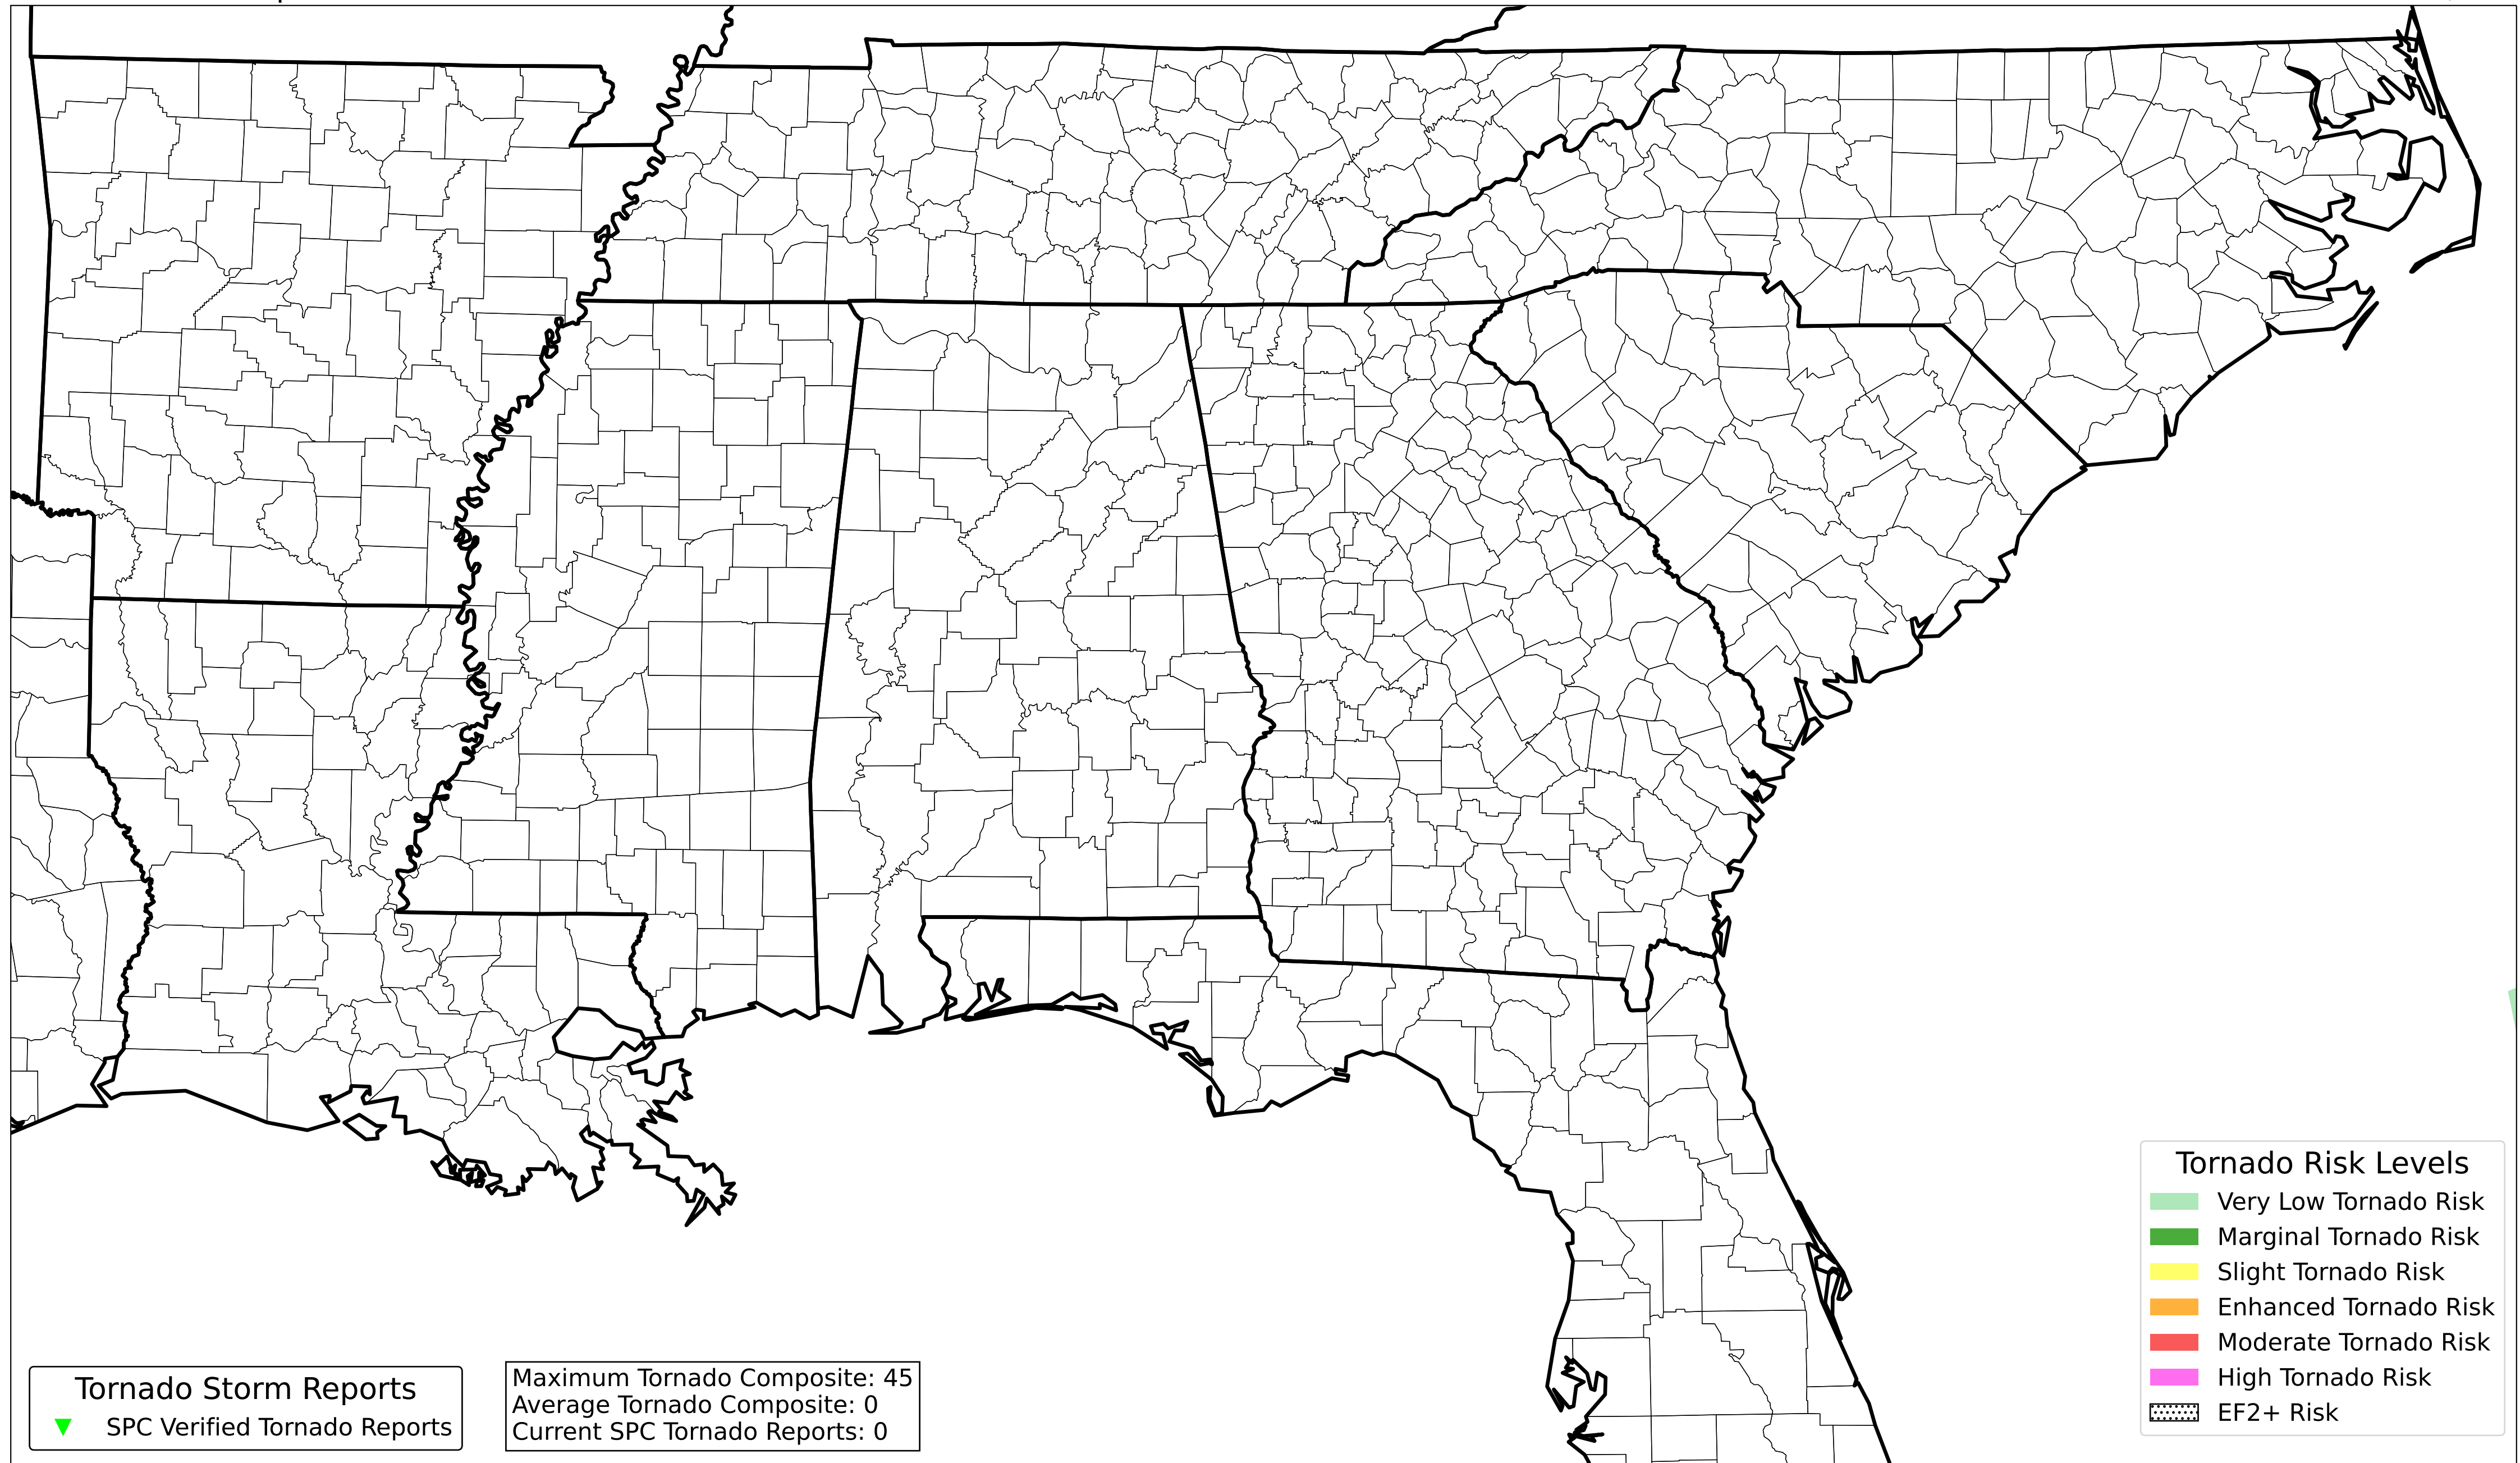 Tornado Storm Reports
SPC Verified Tornado Reports
Maximum Tornado Composite: 45
Average Tornado Composite: 0
Current SPC Tornado Reports: 0
Tornado Risk Levels
Very Low Tornado Risk
Marginal Tornado Risk
Slight Tornado Risk
Enhanced Tornado Risk
Moderate Tornado Risk
High Tornado Risk
EF2+ Risk